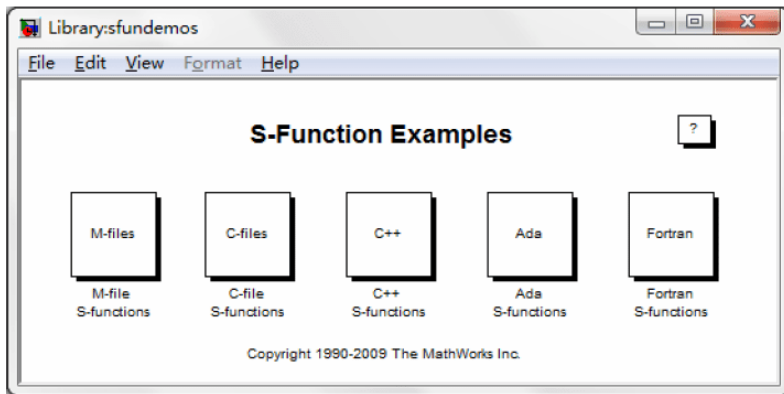 Library:sfundemos
File Edit View Format Help
S-Function Examples
?
M-files C-files C++ Ada Fortran
M-file C-file C++ Ada Fortran
S-functions S-functions S-functions S-functions S-functions
Copyright 1990-2009 The MathWorks Inc.